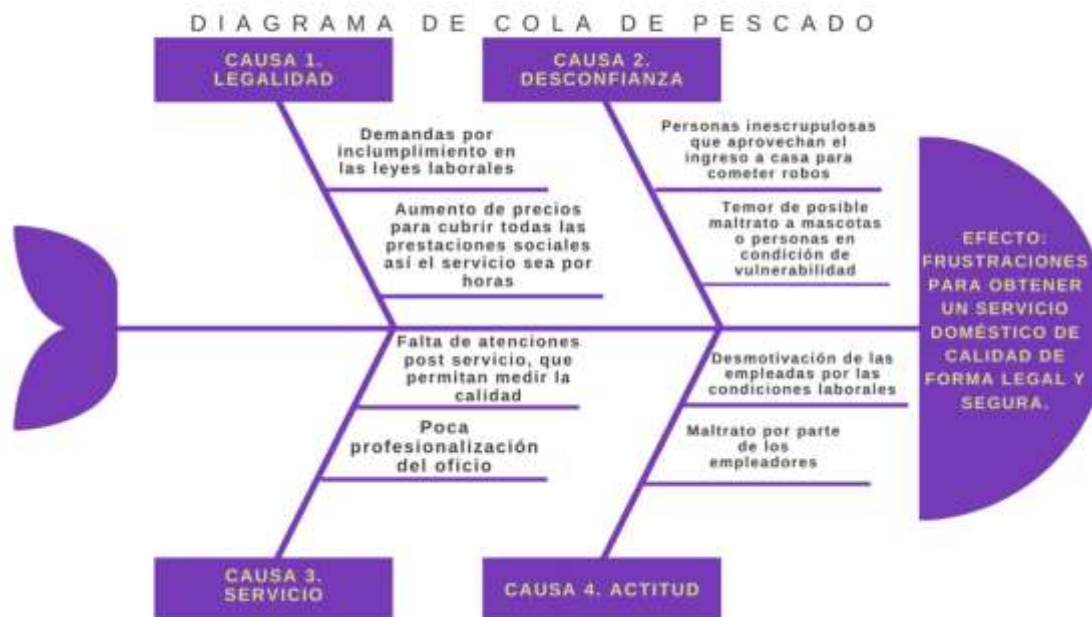 DIAGRAMA DE COLA DE PESCADO
CAUSA 1.
LEGALIDAD
Demandas por
inclumplimiento en
las leyes laborales
Aumento de precios
para cubrir todas las
prestaciones sociales
así el servicio sea por
horas
CAUSA 2.
DESCONFIANZA
Personas inescrupulosas
que aprovechan el
ingreso a casa para
cometer robos
Temor de posible
maltrato a mascotas
o personas en
condición de
vulnerabilidad
EFECTO:
FRUSTRACIONES
PARA OBTENER
UN SERVICIO
DOMÉSTICO DE
CALIDAD DE
FORMA LEGAL Y
SEGURA.
Falta de atenciones
post servicio, que
permitan medir la
calidad
Poca
profesionalización
del oficio
CAUSA 3.
SERVICIO
Desmotivación de las
empleadas por las
condiciones laborales
Maltrato por parte
de los
empleadores
CAUSA 4. ACTITUD